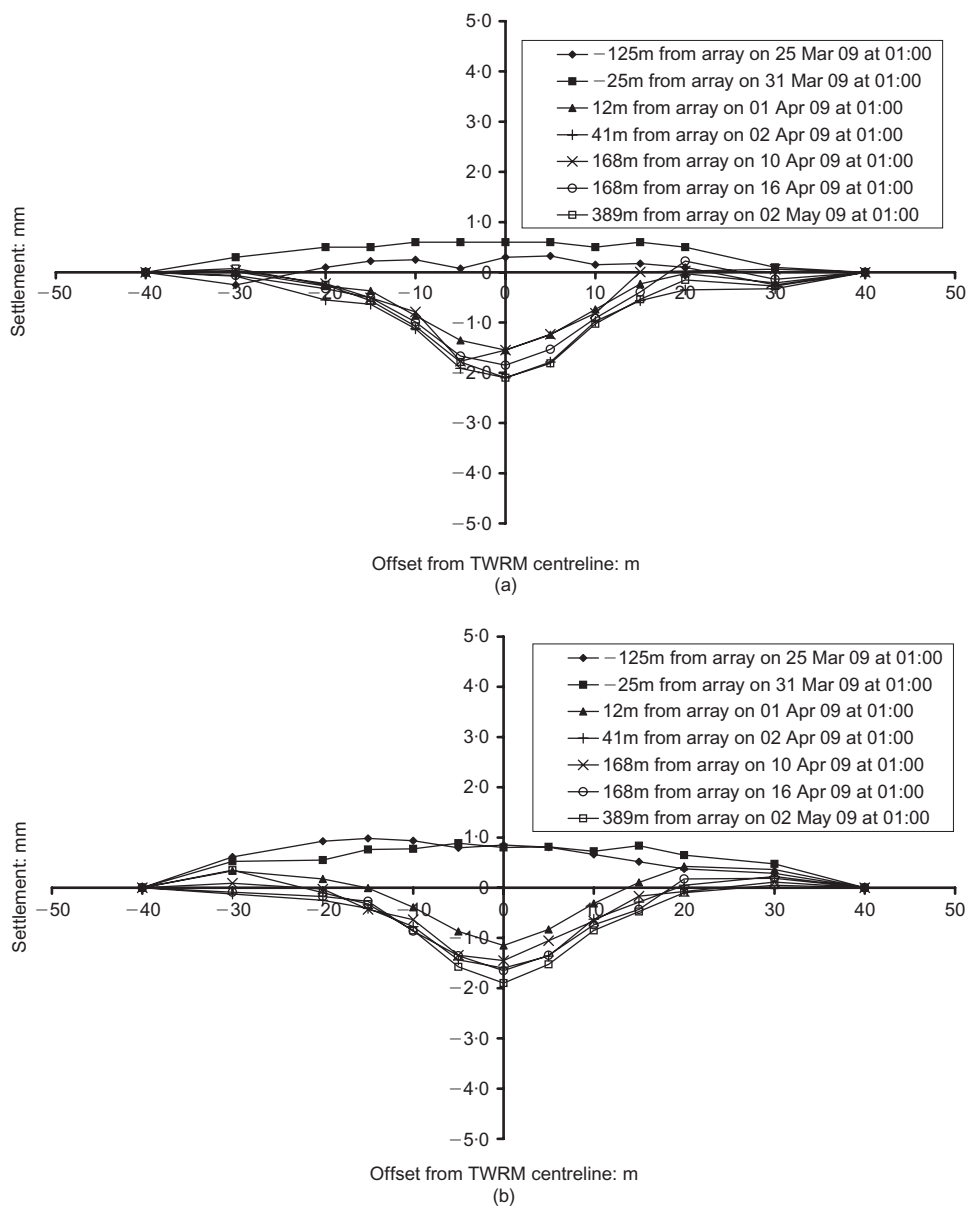 5·0
4·0
3·0
2·0
1·0
0
−1·0
−2·0
−3·0
−4·0
−5·0
−50
−40
−30
−20
−10
0
10
20
30
40
50
Settlement: mm
−125m from array on 25 Mar 09 at 01:00
−25m from array on 31 Mar 09 at 01:00
12m from array on 01 Apr 09 at 01:00
41m from array on 02 Apr 09 at 01:00
168m from array on 10 Apr 09 at 01:00
168m from array on 16 Apr 09 at 01:00
389m from array on 02 May 09 at 01:00
Offset from TWRM centreline: m
(a)
5·0
4·0
3·0
2·0
1·0
0
−1·0
−2·0
−3·0
−4·0
−5·0
−50
−40
−30
−20
−10
0
10
20
30
40
50
Settlement: mm
−125m from array on 25 Mar 09 at 01:00
−25m from array on 31 Mar 09 at 01:00
12m from array on 01 Apr 09 at 01:00
41m from array on 02 Apr 09 at 01:00
168m from array on 10 Apr 09 at 01:00
168m from array on 16 Apr 09 at 01:00
389m from array on 02 May 09 at 01:00
Offset from TWRM centreline: m
(b)